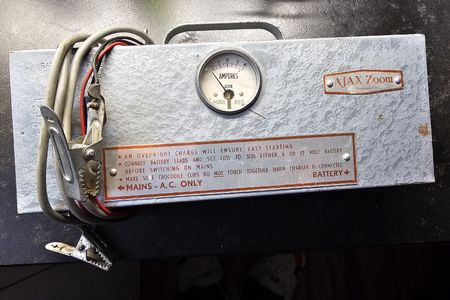 AMPERES
MODEL 380
AJAX Zoom
AN OVERNIGHT CHARGE WILL ENSURE EASY STARTING
CONNECT BATTERY LEADS AND SET FUSE TO SUIT EITHER 6 OR 12 VOLT BATTERY
BEFORE SWITCHING ON MAINS
MAKE SURE CROCODILE CLIPS DO NOT TOUCH TOGETHER WHEN CHARGER IS CONNECTED
MAINS - A.C. ONLY BATTERY